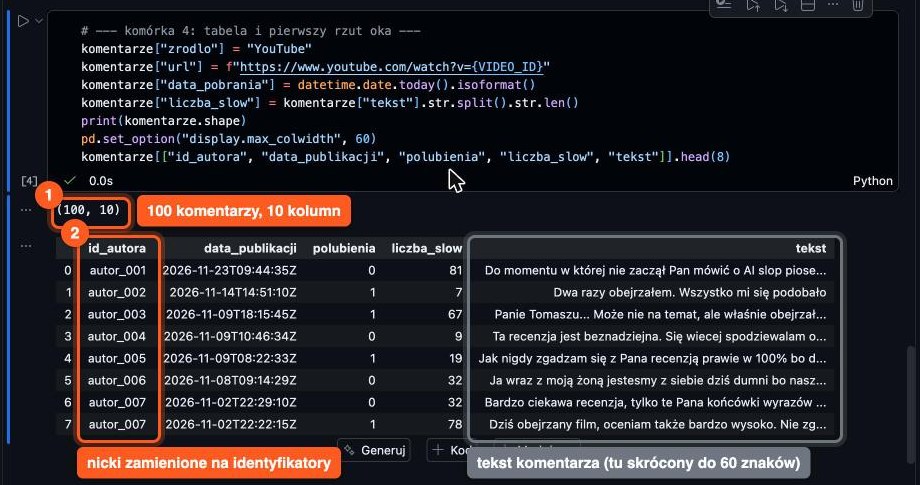 # --- komórka 4: tabela i pierwszy rzut oka ---
komentarze["zrodlo"] = "YouTube"
komentarze["url"] = f"https://www.youtube.com/watch?v={VIDEO_ID}"
komentarze["data_pobrania"] = datetime.date.today().isoformat()
komentarze["liczba_slow"] = komentarze["tekst"].str.split().str.len()
print(komentarze.shape)
pd.set_option("display.max_colwidth", 60)
komentarze[["id_autora", "data_publikacji", "polubienia", "liczba_slow", "tekst"]].head(8)
[4] 0.0s Python
1
(100, 10) 100 komentarzy, 10 kolumn
2
id_autora data_publikacji polubienia liczba_slow tekst
0 autor_001 2026-11-23T09:44:35Z 0 81 Do momentu w której nie zaczął Pan mówić o AI slop piose...
1 autor_002 2026-11-14T14:51:10Z 1 7 Dwa razy obejrzałem. Wszystko mi się podobało
2 autor_003 2026-11-09T18:15:45Z 1 67 Panie Tomaszu... Może nie na temat, ale właśnie obejrzał...
3 autor_004 2026-11-09T10:46:34Z 0 9 Ta recenzja jest beznadziejna. Się wiecej spodziewalam o...
4 autor_005 2026-11-09T08:22:33Z 1 19 Jak nigdy zgadzam się z Pana recenzją prawie w 100% bo d...
5 autor_006 2026-11-08T09:14:29Z 0 32 Ja wraz z moją żoną jestesmy z siebie dziś dumni bo nasz...
6 autor_007 2026-11-02T22:29:10Z 0 32 Bardzo ciekawa recenzja, tylko te Pana końcówki wyrazów ...
7 autor_007 2026-11-02T22:22:15Z 1 78 Dziś obejrzany film, oceniam także bardzo wysoko. Nie zg...
nicki zamienione na identyfikatory Generuj + tekst komentarza (tu skrócony do 60 znaków)